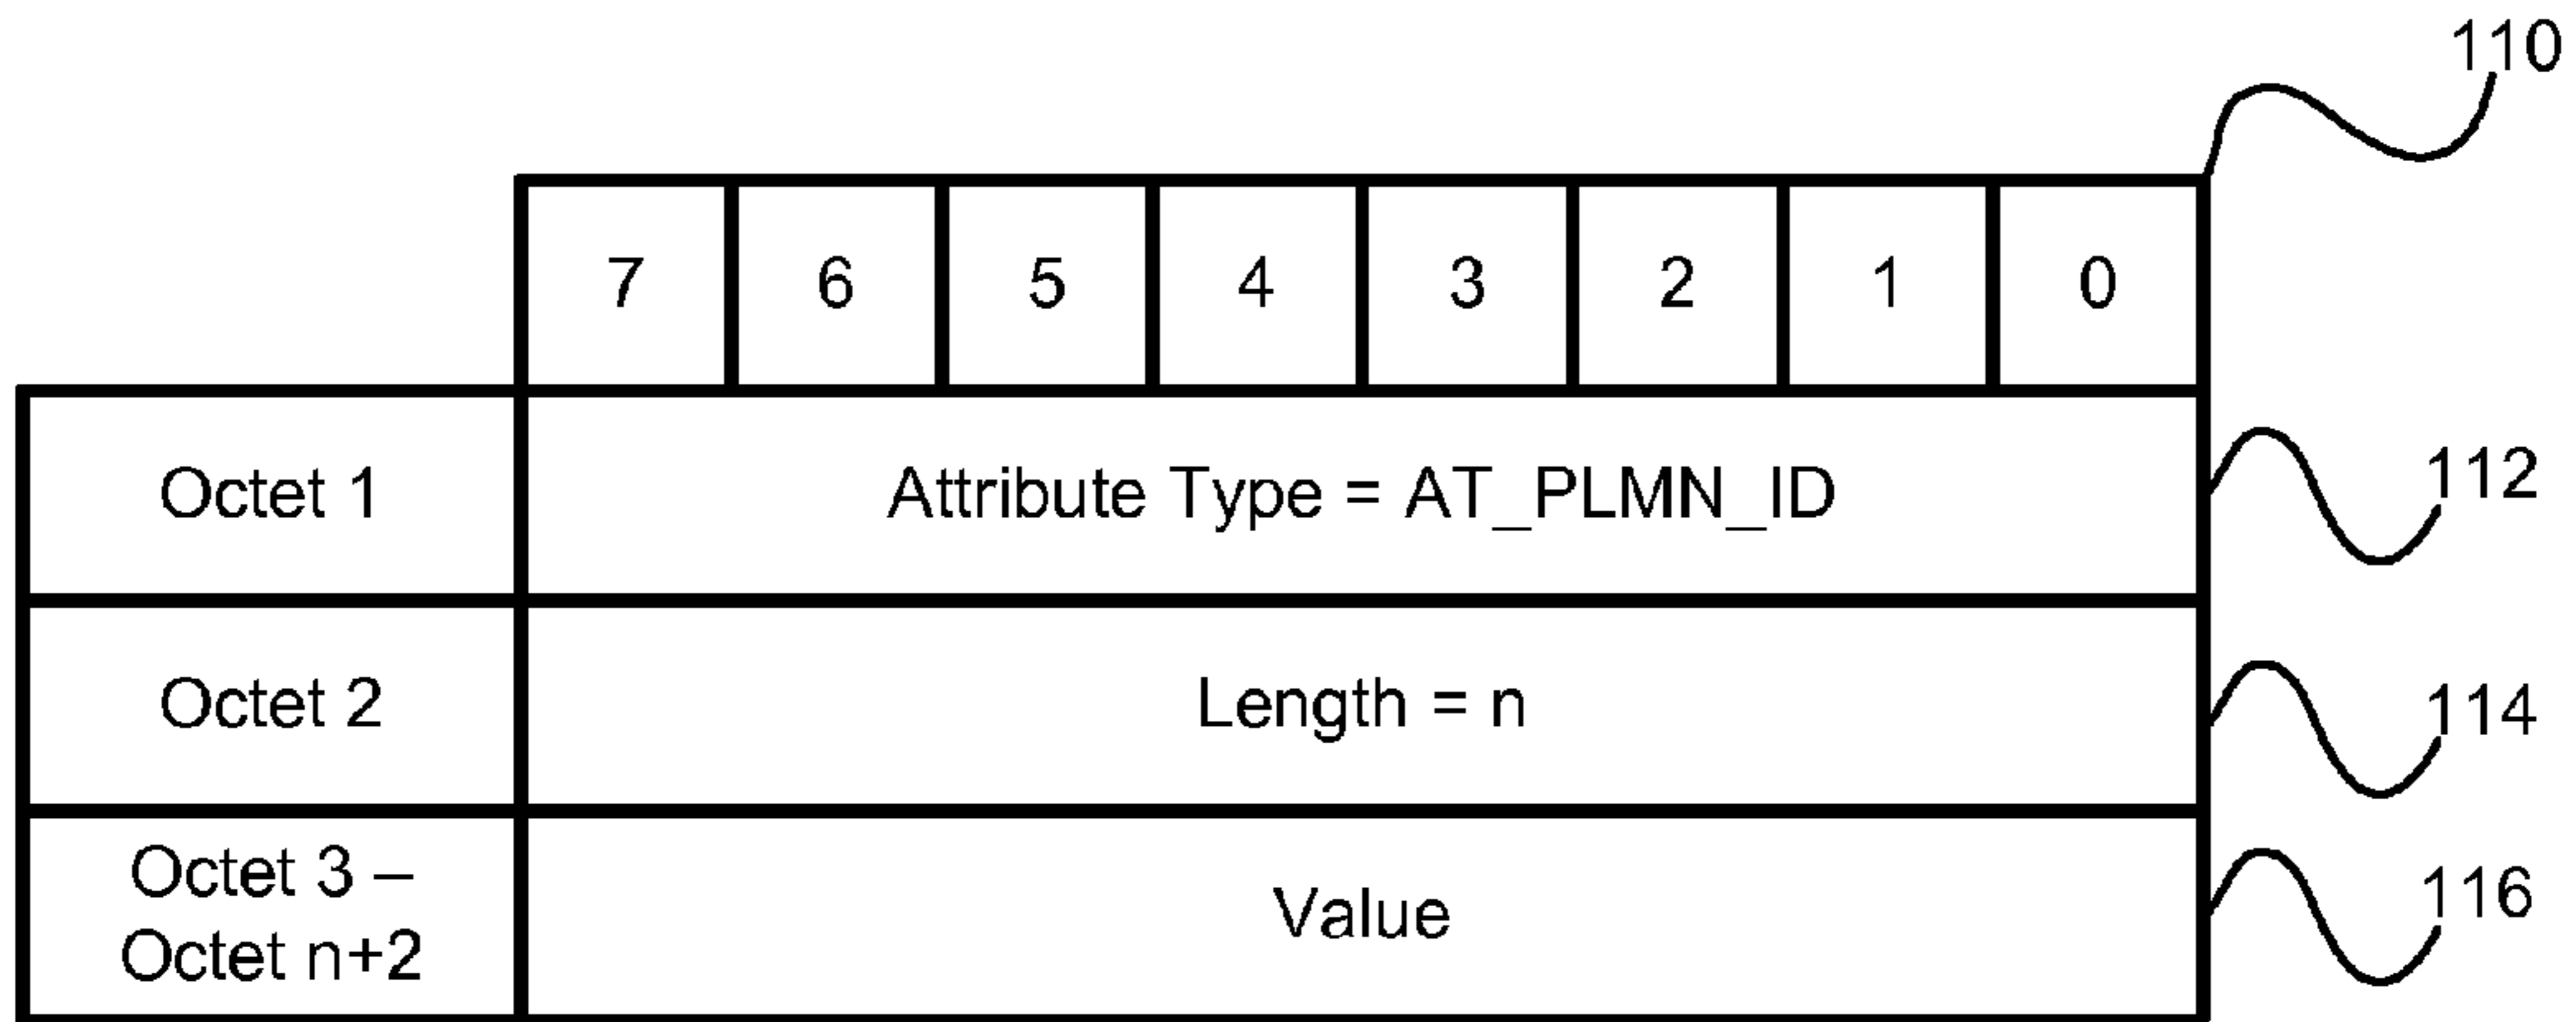 110
7 6 5 4 3 2 1 0
Octet 1 Attribute Type = AT_PLMN_ID 112
Octet 2 Length = n 114
Octet 3 –
Octet n+2
Value 116